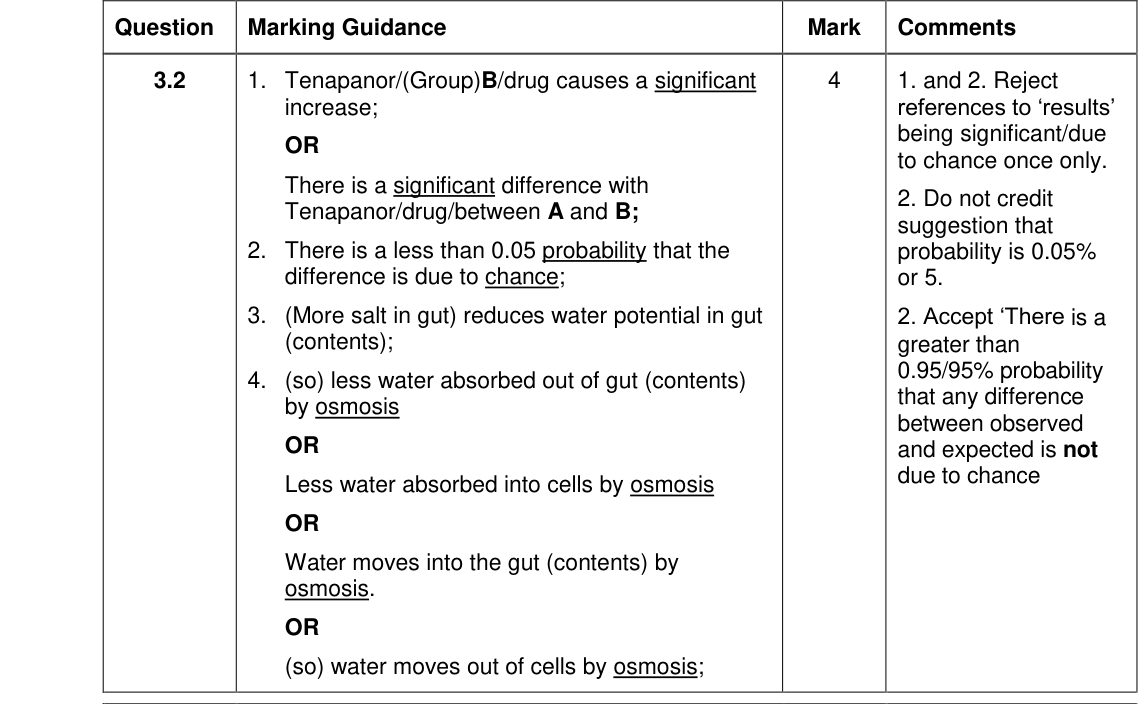 Question Marking Guidance Mark Comments
3.2
1. Tenapanor/(Group)B/drug causes a significant
increase;
OR
There is a significant difference with
Tenapanor/drug/between A and B;
2. There is a less than 0.05 probability that the
difference is due to chance;
3. (More salt in gut) reduces water potential in gut
(contents);
4. (so) less water absorbed out of gut (contents)
by osmosis
OR
Less water absorbed into cells by osmosis
OR
Water moves into the gut (contents) by
osmosis.
OR
(so) water moves out of cells by osmosis;
4
1. and 2. Reject
references to ‘results’
being significant/due
to chance once only.
2. Do not credit
suggestion that
probability is 0.05%
or 5.
2. Accept ‘There is a
greater than
0.95/95% probability
that any difference
between observed
and expected is not
due to chance